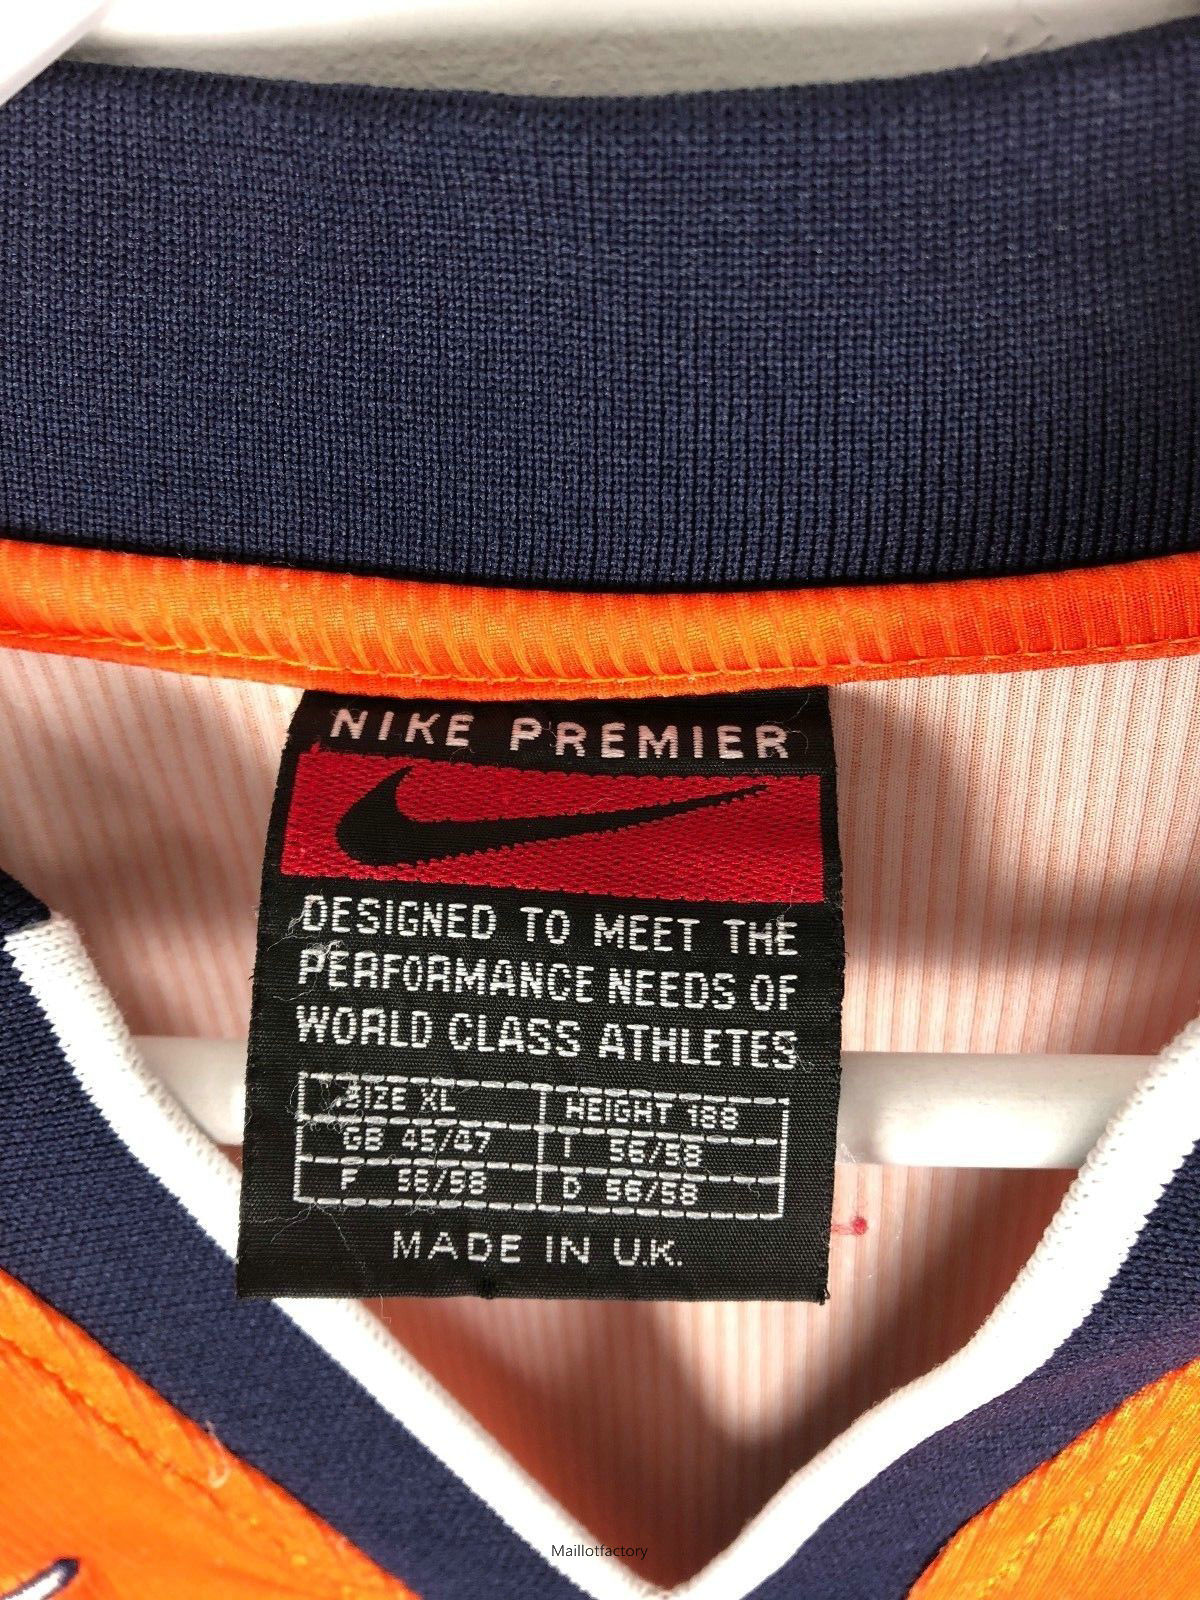 NIKE PREMIER
DESIGNED TO MEET THE
PERFORMANCE NEEDS OF
WORLD CLASS ATHLETES
SIZE XL HEIGHT 188
GB 45/47 I 56/58
F 56/58 D 56/58
MADE IN U.K.
Maillotfactory